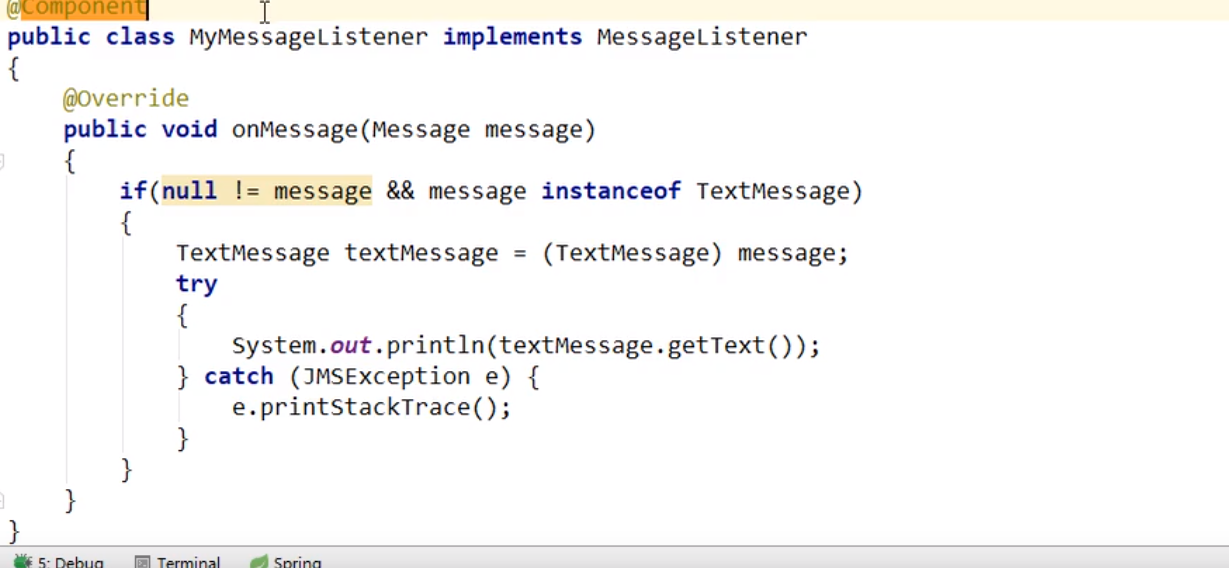 @Component
public class MyMessageListener implements MessageListener
{
    @Override
    public void onMessage(Message message)
    {
        if(null != message && message instanceof TextMessage)
        {
            TextMessage textMessage = (TextMessage) message;
            try
            {
                System.out.println(textMessage.getText());
            } catch (JMSException e) {
                e.printStackTrace();
            }
        }
    }
}
5: Debug Terminal Spring